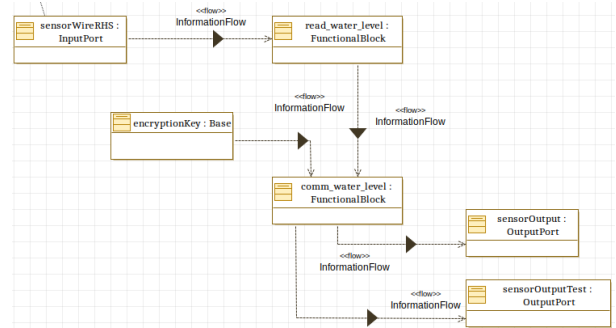 <<flow>>
InformationFlow
sensorWireRHS :
InputPort
read_water_level :
FunctionalBlock
<<flow>>
InformationFlow
<<flow>>
InformationFlow
encryptionKey : Base
comm_water_level :
FunctionalBlock
sensorOutput :
OutputPort
<<flow>>
InformationFlow
<<flow>>
InformationFlow
sensorOutputTest :
OutputPort